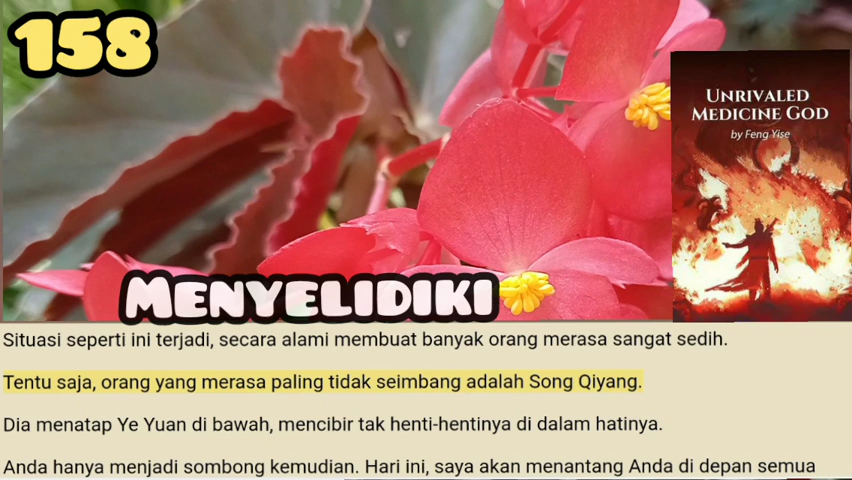 158
UNRIVALED
MEDICINE GOD
by Feng Yise
MENYELIDIKI
Situasi seperti ini terjadi, secara alami membuat banyak orang merasa sangat sedih.
Tentu saja, orang yang merasa paling tidak seimbang adalah Song Qiyang.
Dia menatap Ye Yuan di bawah, mencibir tak henti-hentinya di dalam hatinya.
Anda hanya menjadi sombong kemudian. Hari ini, saya akan menantang Anda di depan semua